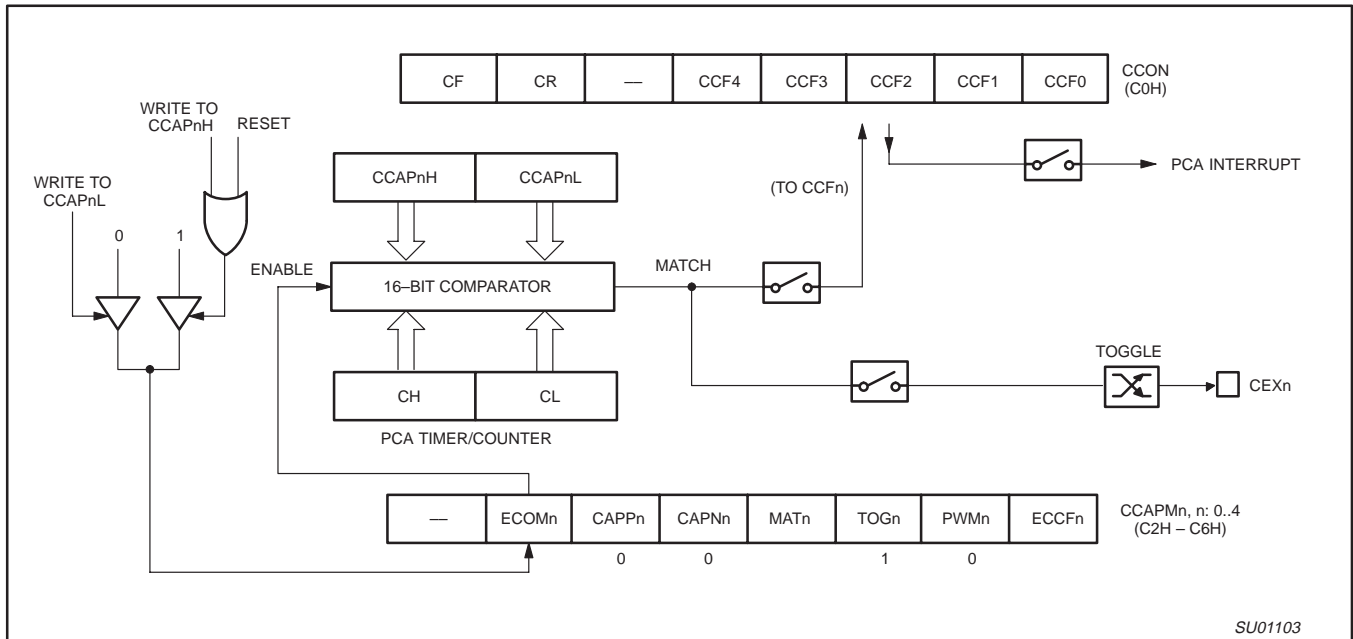 CF CR — CCF4 CCF3 CCF2 CCF1 CCF0
CCON
(C0H)
WRITE TO
CCAPnH
RESET
CCAPnH CCAPnL
(TO CCFn)
PCA INTERRUPT
WRITE TO
CCAPnL
0 1
ENABLE
16–BIT COMPARATOR
MATCH
TOGGLE
CH CL
CEXn
PCA TIMER/COUNTER
— ECOMn CAPPn CAPNn MATn TOGn PWMn ECCFn
CCAPMn, n: 0..4
(C2H – C6H)
0 0 1 0
SU01103